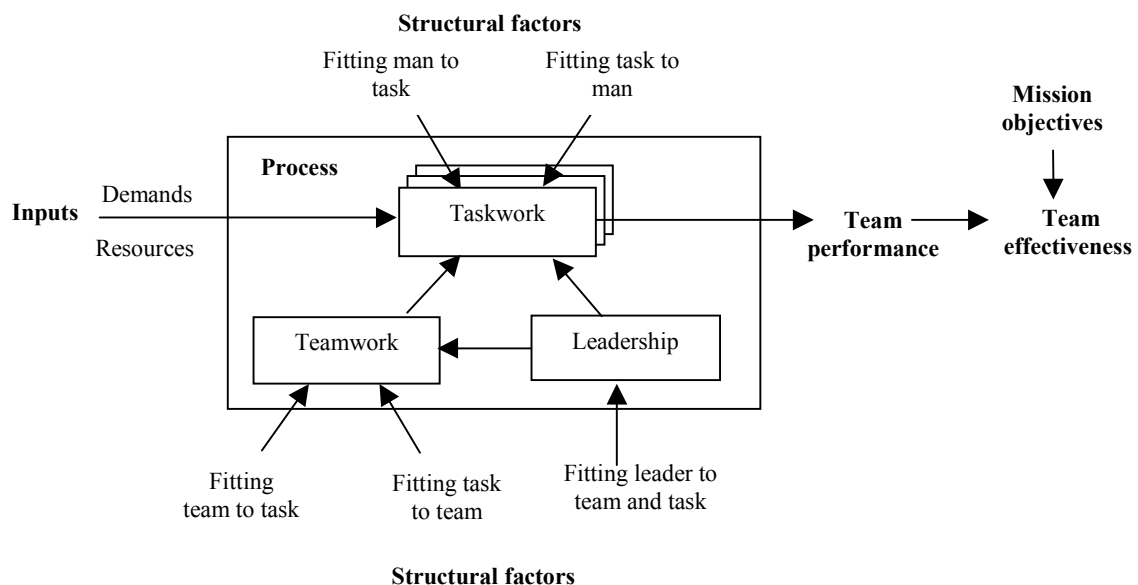 Structural factors
Fitting man to
task
Fitting task to
man
Mission
objectives
Process
Demands
Inputs
Resources
Taskwork
Team
performance
Team
effectiveness
Teamwork
Leadership
Fitting
team to task
Fitting task
to team
Fitting leader to
team and task
Structural factors